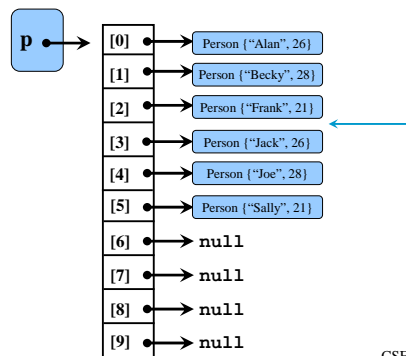 p
[0] Person {“Alan”, 26}
[1] Person {“Becky”, 28}
[2] Person {“Frank”, 21}
[3] Person {“Jack”, 26}
[4] Person {“Joe”, 28}
[5] Person {“Sally”, 21}
[6] null
[7] null
[8] null
[9] null